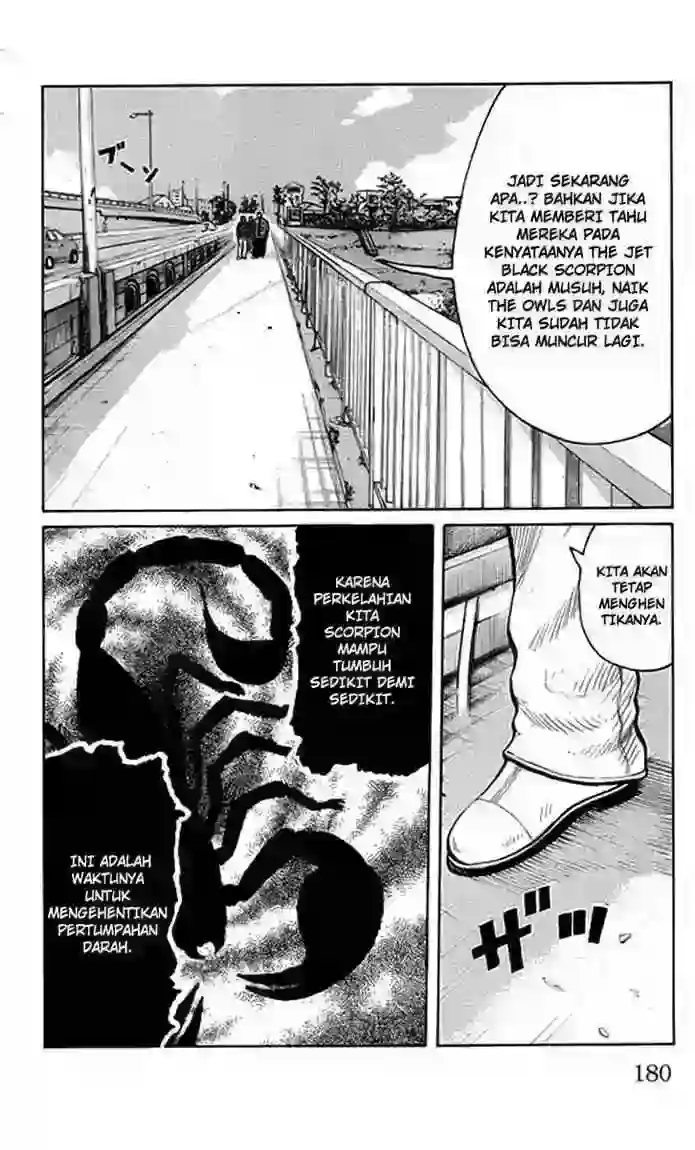 JADI SEKARANG
APA..? BAHKAN JIKA
KITA MEMBERI TAHU
MEREKA PADA
KENYATAANYA THE JET
BLACK SCORPION
ADALAH MUSUH, NAIK
THE OWLS DAN JUGA
KITA SUDAH TIDAK
BISA MUNCUR LAGI.
ブーン
KITA AKAN
TETAP
MENGHEN
TIKANYA.
ザッ
KARENA
PERKELAHIAN
KITA
SCORPION
MAMPU
TUMBUH
SEDIKIT DEMI
SEDIKIT.
INI ADALAH
WAKTUNYA
UNTUK
MENGEHENTIKAN
PERTUMPAHAN
DARAH.
180